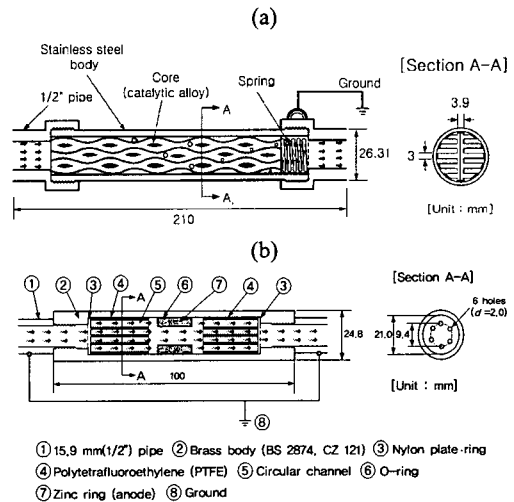 (a)
Stainless steel
body
Core
(catalytic alloy)
Spring
Ground
[Section A-A]
1/2" pipe
A
3.9
26.31
3
A,
210
[Unit : mm]
(b)
① ② ③ ④ A ⑤ ⑥ ⑦ ④ ③
[Section A-A]
6 holes
(d=2.0)
24.8
21.0
9.4
A
100
[Unit : mm]
⑧
① 15.9 mm(1/2") pipe ② Brass body (BS 2874, CZ 121) ③ Nylon plate-ring
④ Polytetrafluoroethylene (PTFE) ⑤ Circular channel ⑥ O-ring
⑦ Zinc ring (anode) ⑧ Ground